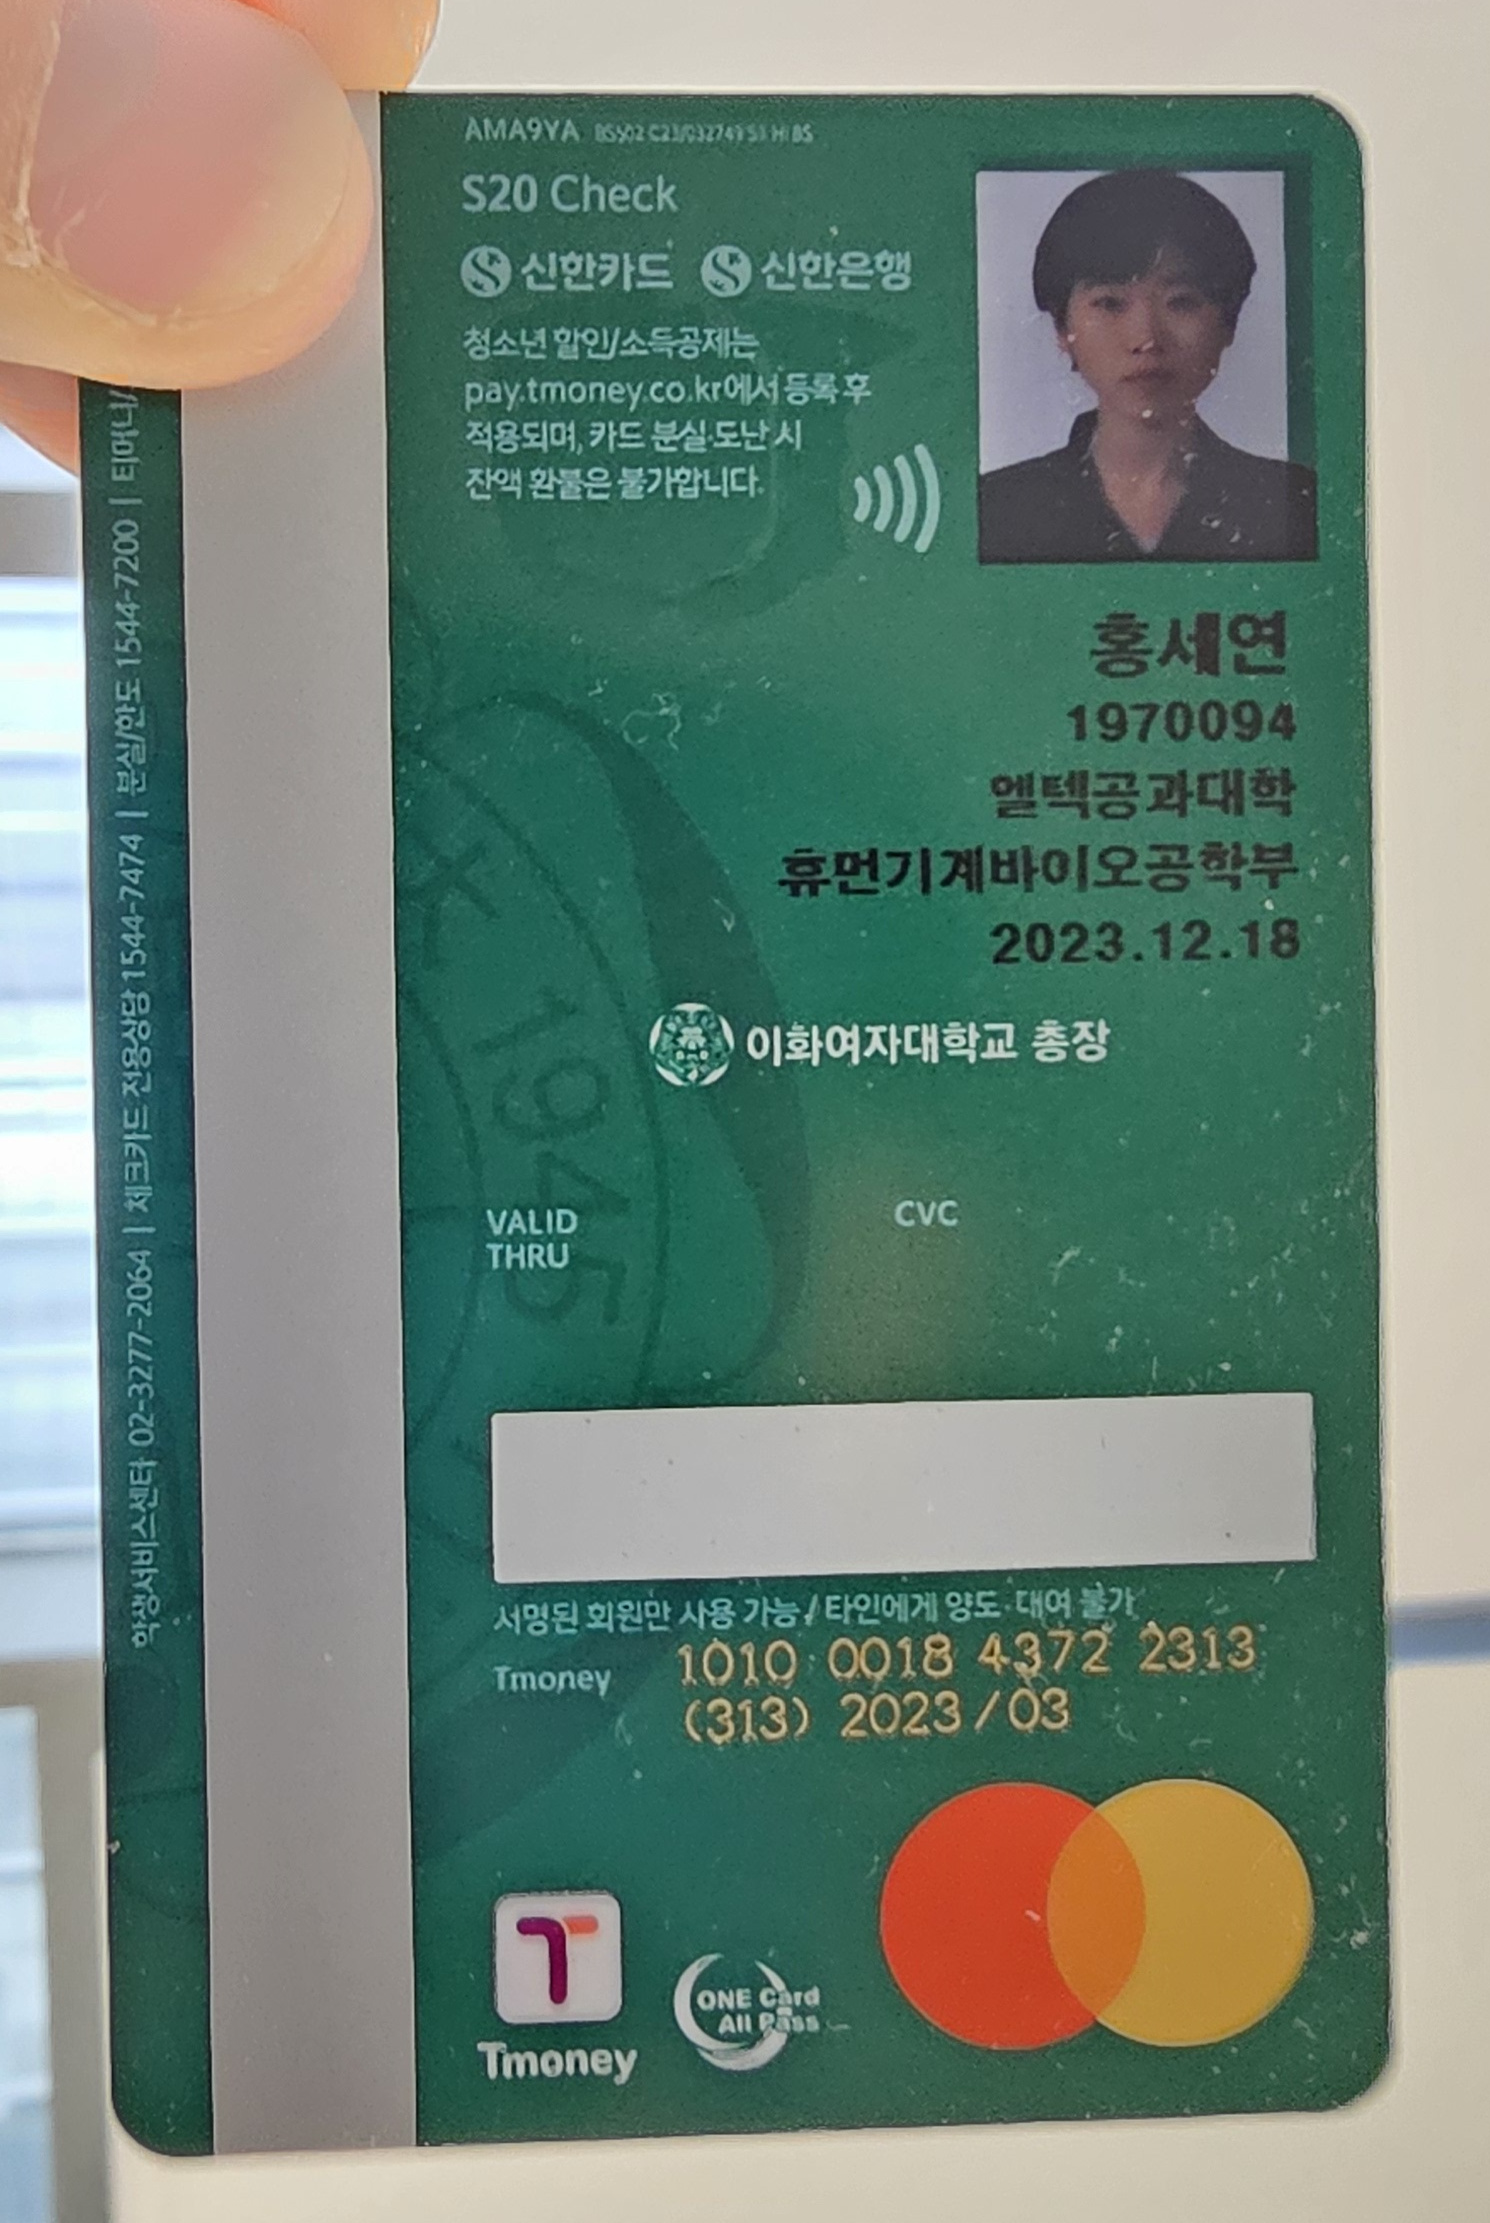 AMA9YA
S20 Check
신한카드 신한은행
청소년 할인/소득공제는
pay.tmoney.co.kr에서 등록 후
적용되며, 카드 분실·도난 시
잔액 환불은 불가합니다.
홍세연
1970094
엘텍공과대학
휴먼기계바이오공학부
2023.12.18
이화여자대학교 총장
1945
VALID
THRU
CVC
서명된 회원만 사용 가능 / 타인에게 양도·대여 불가
Tmoney 1010 0018 4372 2313
(313) 2023/03
Tmoney
ONE Card
All Pass
학생서비스센터 02-3277-2064 | 체크카드 전용상담 1544-7474 | 분실/한도 1544-7200 | 티머니/